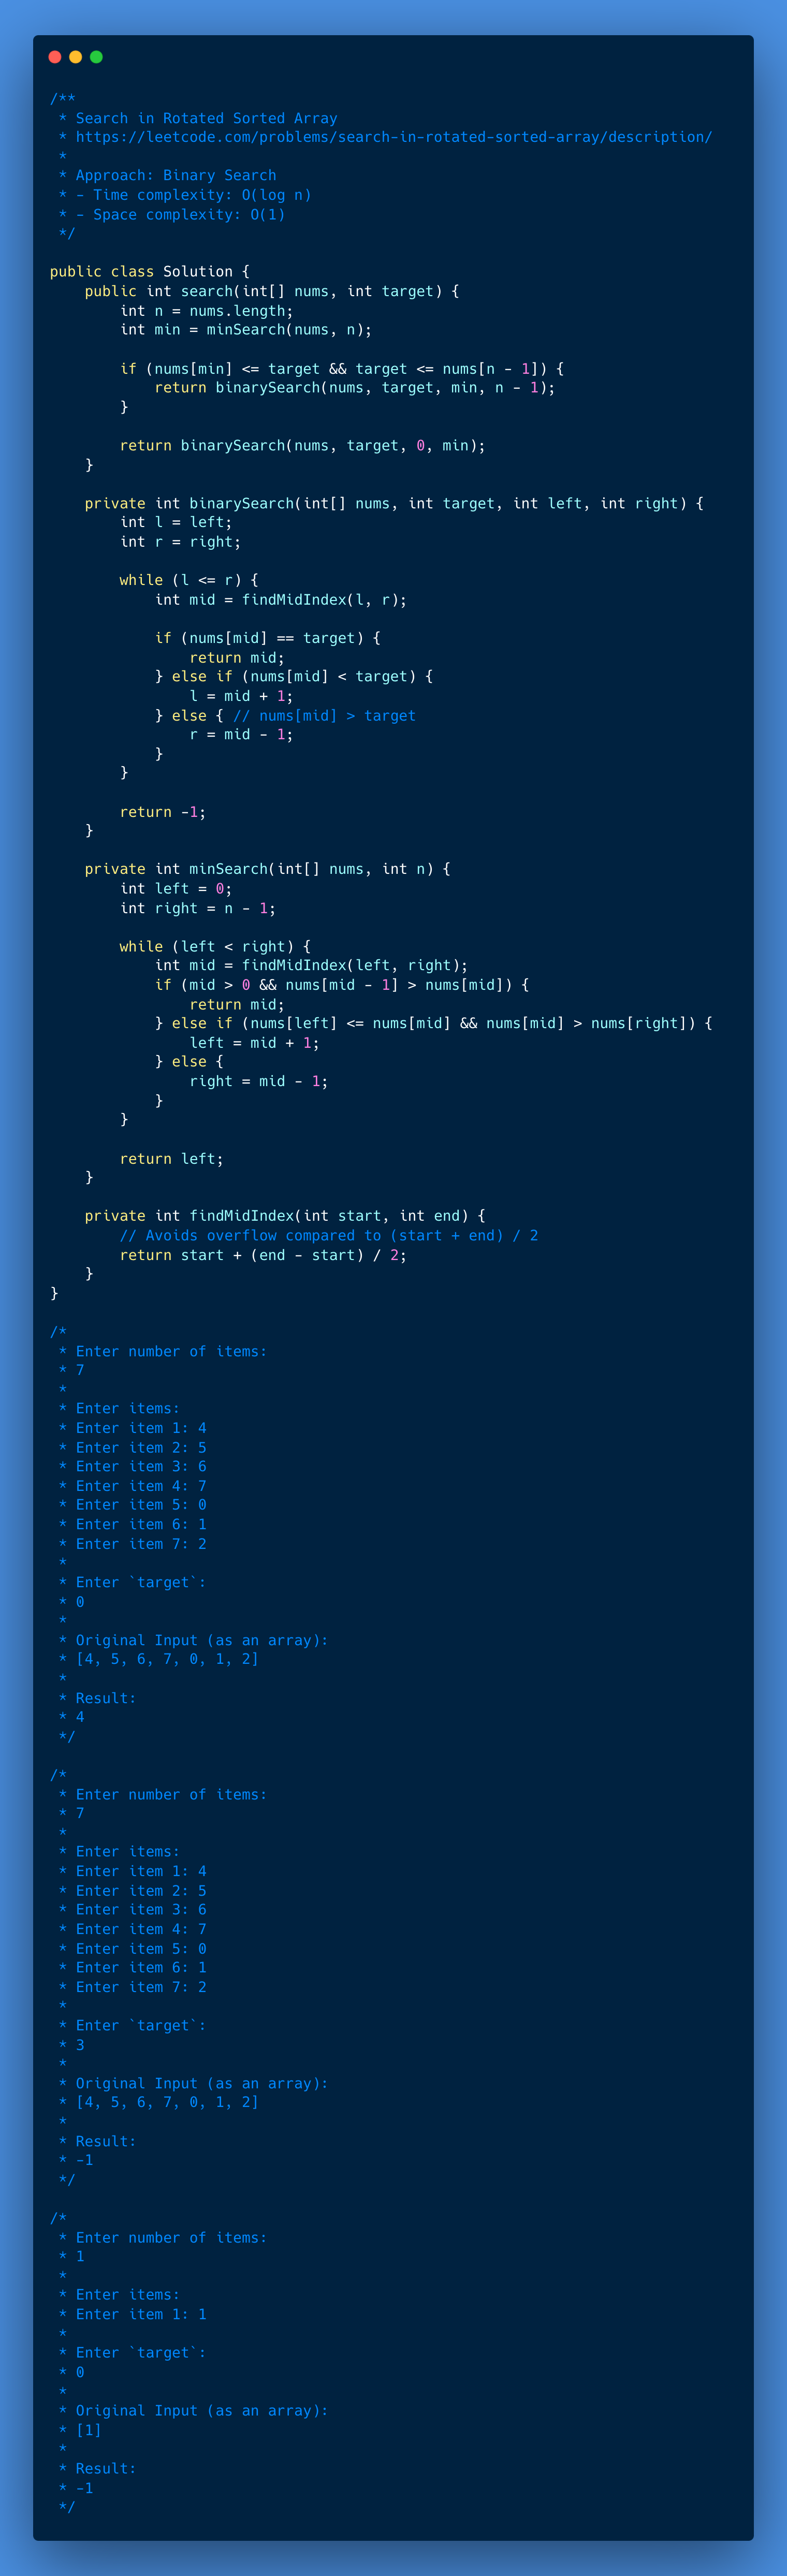 /**
 * Search in Rotated Sorted Array
 * https://leetcode.com/problems/search-in-rotated-sorted-array/description/
 *
 * Approach: Binary Search
 * - Time complexity: O(log n)
 * - Space complexity: O(1)
 */

public class Solution {
    public int search(int[] nums, int target) {
        int n = nums.length;
        int min = minSearch(nums, n);

        if (nums[min] <= target && target <= nums[n - 1]) {
            return binarySearch(nums, target, min, n - 1);
        }

        return binarySearch(nums, target, 0, min);
    }

    private int binarySearch(int[] nums, int target, int left, int right) {
        int l = left;
        int r = right;

        while (l <= r) {
            int mid = findMidIndex(l, r);

            if (nums[mid] == target) {
                return mid;
            } else if (nums[mid] < target) {
                l = mid + 1;
            } else { // nums[mid] > target
                r = mid - 1;
            }
        }

        return -1;
    }

    private int minSearch(int[] nums, int n) {
        int left = 0;
        int right = n - 1;

        while (left < right) {
            int mid = findMidIndex(left, right);
            if (mid > 0 && nums[mid - 1] > nums[mid]) {
                return mid;
            } else if (nums[left] <= nums[mid] && nums[mid] > nums[right]) {
                left = mid + 1;
            } else {
                right = mid - 1;
            }
        }

        return left;
    }

    private int findMidIndex(int start, int end) {
        // Avoids overflow compared to (start + end) / 2
        return start + (end - start) / 2;
    }
}

/*
 * Enter number of items:
 * 7
 *
 * Enter items:
 * Enter item 1: 4
 * Enter item 2: 5
 * Enter item 3: 6
 * Enter item 4: 7
 * Enter item 5: 0
 * Enter item 6: 1
 * Enter item 7: 2
 *
 * Enter `target`:
 * 0
 *
 * Original Input (as an array):
 * [4, 5, 6, 7, 0, 1, 2]
 *
 * Result:
 * 4
 */

/*
 * Enter number of items:
 * 7
 *
 * Enter items:
 * Enter item 1: 4
 * Enter item 2: 5
 * Enter item 3: 6
 * Enter item 4: 7
 * Enter item 5: 0
 * Enter item 6: 1
 * Enter item 7: 2
 *
 * Enter `target`:
 * 3
 *
 * Original Input (as an array):
 * [4, 5, 6, 7, 0, 1, 2]
 *
 * Result:
 * -1
 */

/*
 * Enter number of items:
 * 1
 *
 * Enter items:
 * Enter item 1: 1
 *
 * Enter `target`:
 * 0
 *
 * Original Input (as an array):
 * [1]
 *
 * Result:
 * -1
 */